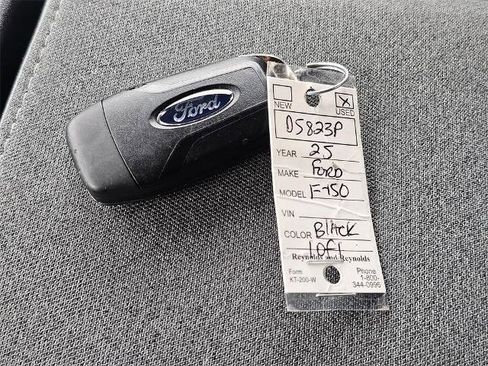 Ford
NEW
X
USED
D5823P
YEAR 25
MAKE Ford
MODEL F-150
VIN
COLOR Black
1 OF 1
Reynolds and Reynolds
Form
KT-200-W
Phone
1-800-
344-0996